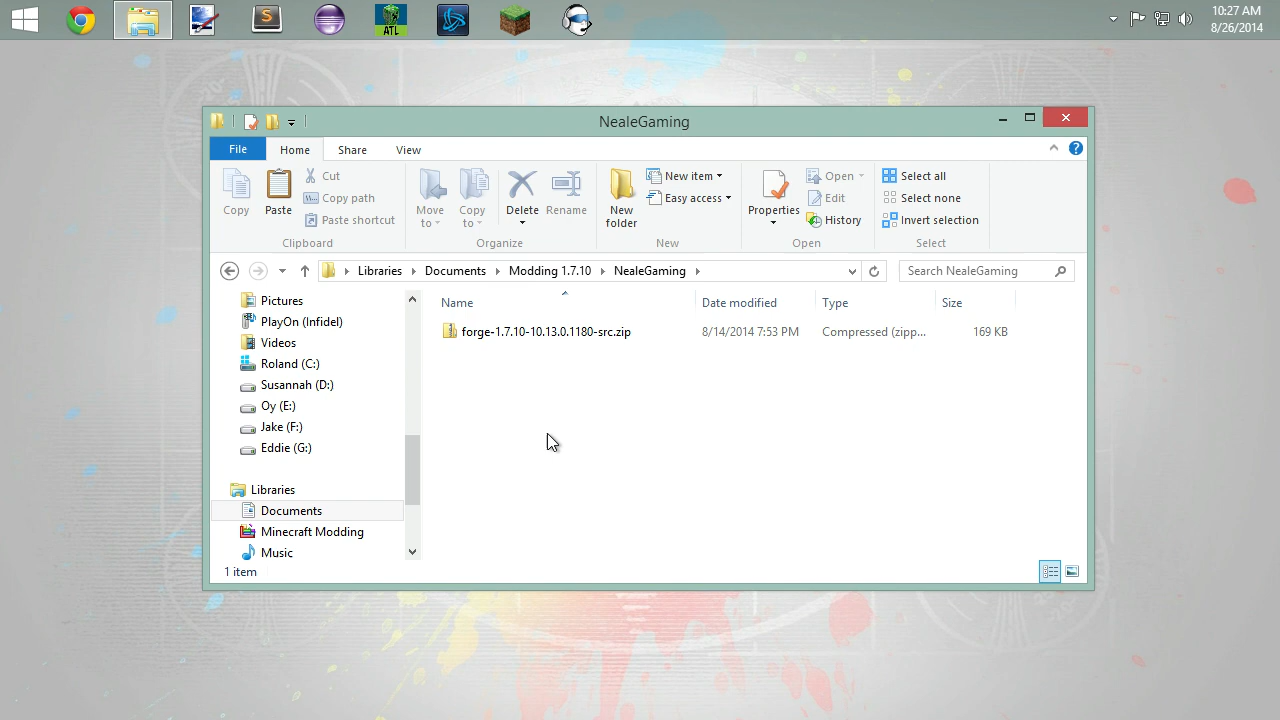 S
ATL
10:27 AM
8/26/2014
NealeGaming
File Home Share View
Copy
Paste
Cut
Copy path
Paste shortcut
Clipboard
Move to
Copy to
Delete
Rename
Organize
New folder
New item
Easy access
New
Properties
Open
Edit
History
Open
Select all
Select none
Invert selection
Select
Libraries Documents Modding 1.7.10 NealeGaming
Search NealeGaming
Pictures
PlayOn (Infidel)
Videos
Roland (C:)
Susannah (D:)
Oy (E:)
Jake (F:)
Eddie (G:)
Libraries
Documents
Minecraft Modding
Music
Name Date modified Type Size
forge-1.7.10-10.13.0.1180-src.zip 8/14/2014 7:53 PM Compressed (zipp... 169 KB
1 item